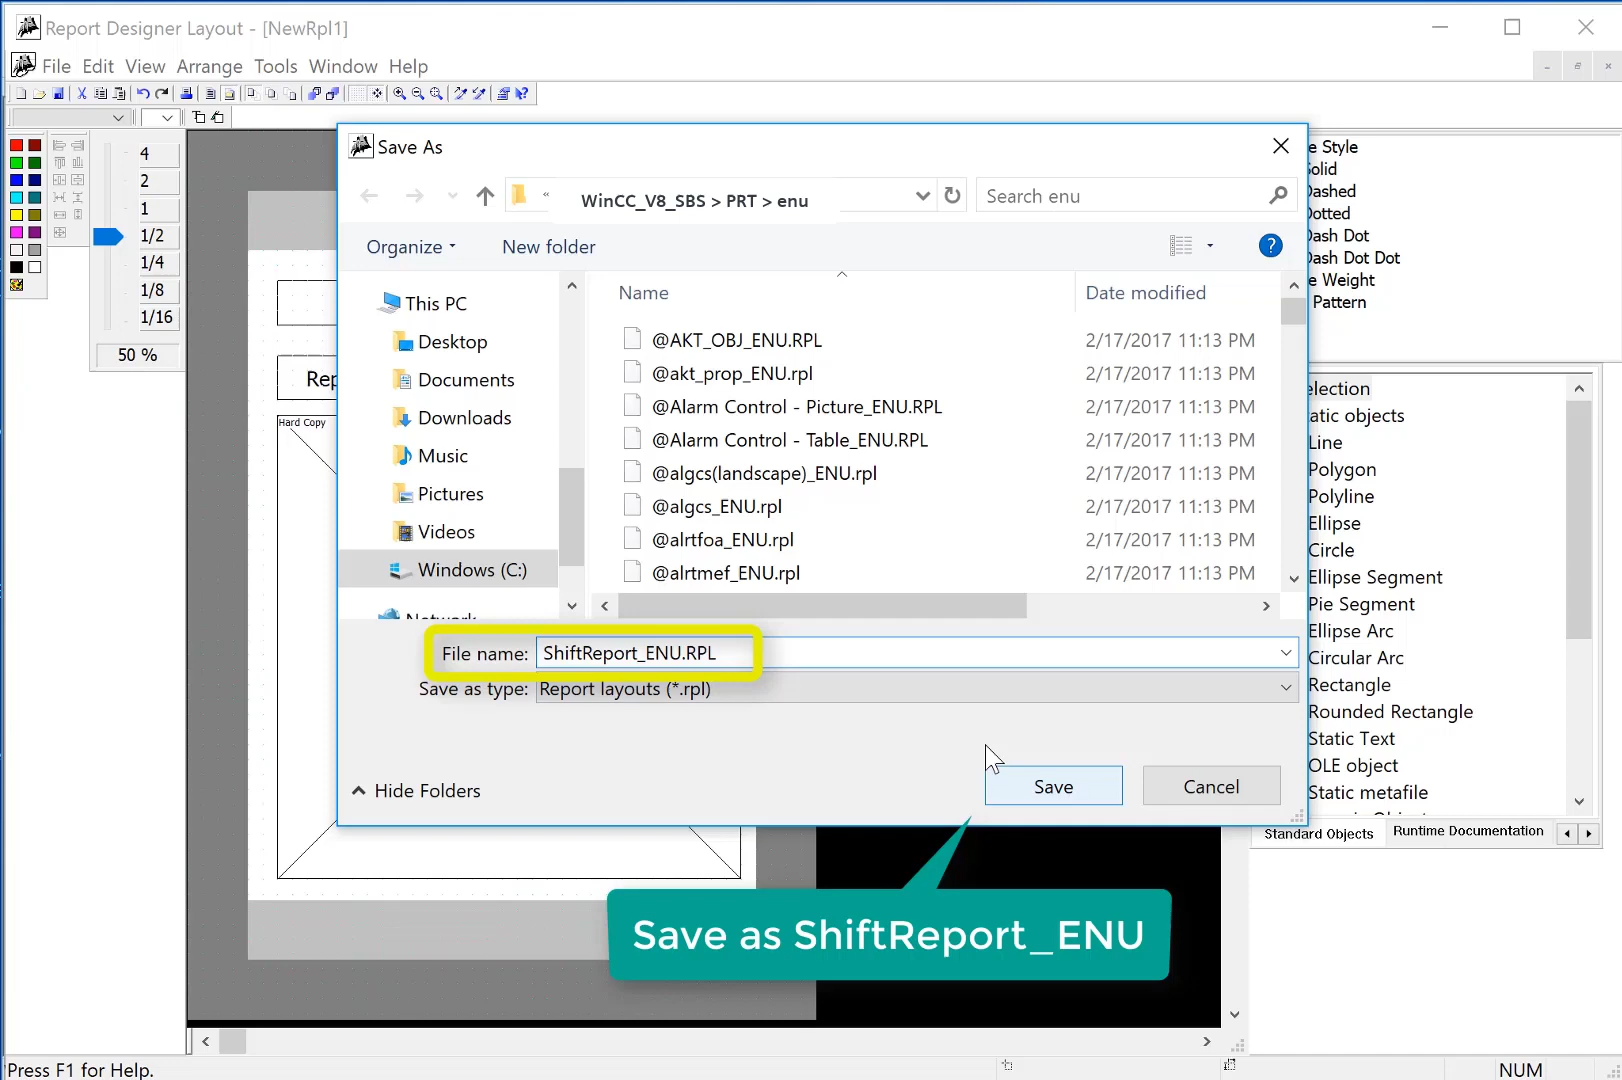 Report Designer Layout - [NewRpl1]
File Edit View Arrange Tools Window Help
4
2
1
1/2
1/4
1/8
1/16
50 %
Rep
Hard Copy
Save As
« WinCC_V8_SBS > PRT > enu
Search enu
Organize
New folder
?
This PC
Desktop
Documents
Downloads
Music
Pictures
Videos
Windows (C:)
Network
Name Date modified
@AKT_OBJ_ENU.RPL 2/17/2017 11:13 PM
@akt_prop_ENU.rpl 2/17/2017 11:13 PM
@Alarm Control - Picture_ENU.RPL 2/17/2017 11:13 PM
@Alarm Control - Table_ENU.RPL 2/17/2017 11:13 PM
@algcs(landscape)_ENU.rpl 2/17/2017 11:13 PM
@algcs_ENU.rpl 2/17/2017 11:13 PM
@alrtfoa_ENU.rpl 2/17/2017 11:13 PM
@alrtmef_ENU.rpl 2/17/2017 11:13 PM
File name: ShiftReport_ENU.RPL
Save as type: Report layouts (*.rpl)
Hide Folders
Save
Cancel
Save as ShiftReport_ENU
e Style
Solid
Dashed
Dotted
Dash Dot
Dash Dot Dot
e Weight
Pattern
election
atic objects
Line
Polygon
Polyline
Ellipse
Circle
Ellipse Segment
Pie Segment
Ellipse Arc
Circular Arc
Rectangle
Rounded Rectangle
Static Text
OLE object
Static metafile
Standard Objects
Runtime Documentation
Press F1 for Help.
NUM